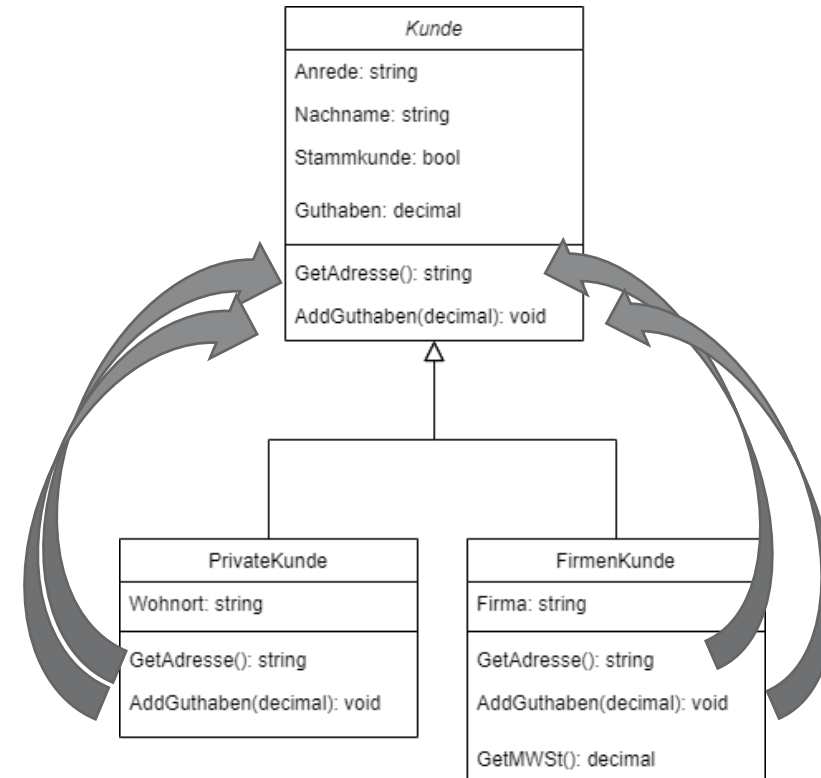 Kunde
Anrede: string
Nachname: string
Stammkunde: bool
Guthaben: decimal
GetAdresse(): string
AddGuthaben(decimal): void
PrivateKunde
Wohnort: string
GetAdresse(): string
AddGuthaben(decimal): void
FirmenKunde
Firma: string
GetAdresse(): string
AddGuthaben(decimal): void
GetMWSt(): decimal